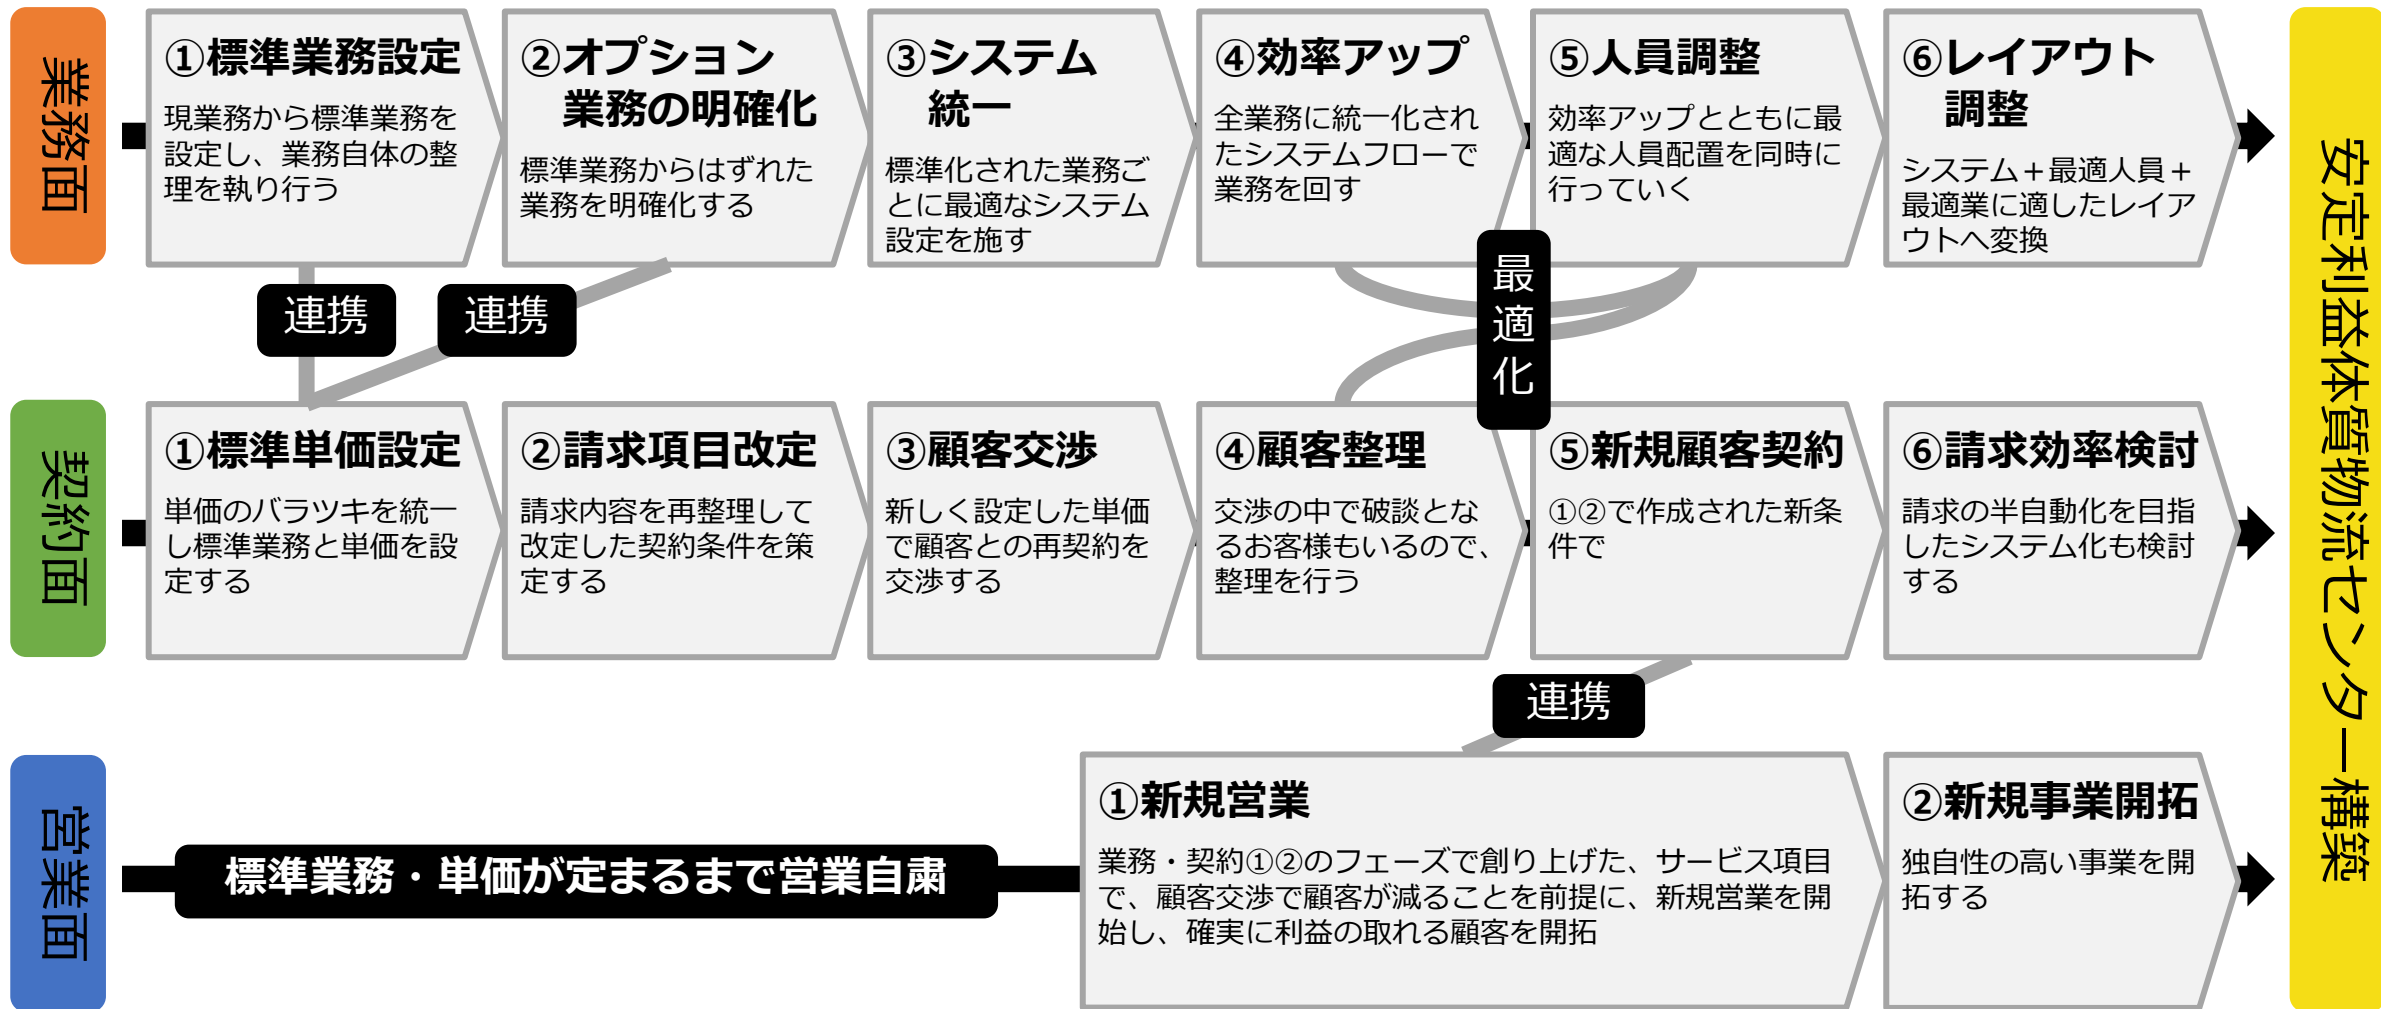 業務面
①標準業務設定
現業務から標準業務を
設定し、業務自体の整
理を執り行う
②オプション
業務の明確化
標準業務からはずれた
業務を明確化する
③システム
統一
標準化された業務ご
とに最適なシステム
設定を施す
④効率アップ
全業務に統一化され
たシステムフローで
業務を回す
⑤人員調整
効率アップとともに最
適な人員配置を同時に
行っていく
⑥レイアウト
調整
システム＋最適人員＋
最適業に適したレイア
ウトへ変換
連携
連携
最適化
契約面
①標準単価設定
単価のバラツキを統一
し標準業務と単価を設
定する
②請求項目改定
請求内容を再整理して
改定した契約条件を策
定する
③顧客交渉
新しく設定した単価
で顧客との再契約を
交渉する
④顧客整理
交渉の中で破談とな
るお客様もいるので、
整理を行う
⑤新規顧客契約
①②で作成された新条
件で
⑥請求効率検討
請求の半自動化を目指
したシステム化も検討
する
連携
営業面
標準業務・単価が定まるまで営業自粛
①新規営業
業務・契約①②のフェーズで創り上げた、サービス項目
で、顧客交渉で顧客が減ることを前提に、新規営業を開
始し、確実に利益の取れる顧客を開拓
②新規事業開拓
独自性の高い事業を開
拓する
安定利益体質物流センター構築